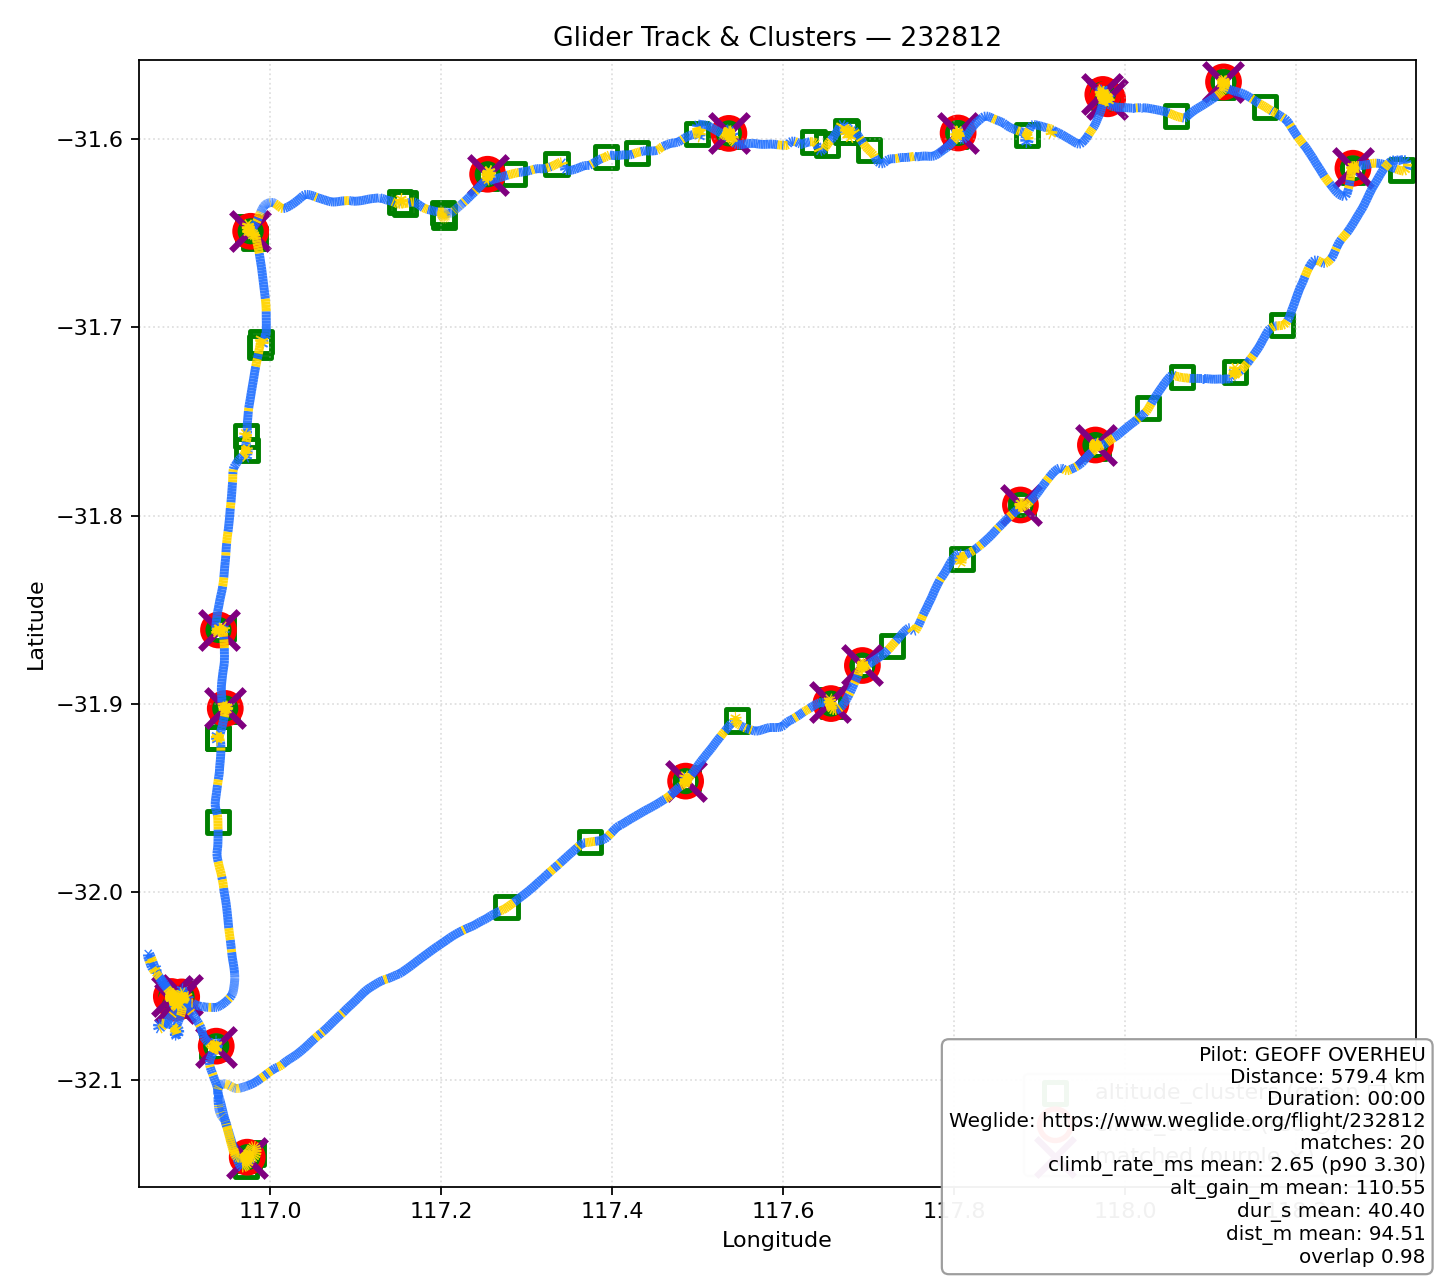 Glider Track & Clusters — 232812
−31.6
−31.7
−31.8
−31.9
−32.0
−32.1
Latitude
117.0
117.2
117.4
117.6
117.8
118.0
Longitude
altitude_cluster
matched (purple
Pilot: GEOFF OVERHEU
Distance: 579.4 km
Duration: 00:00
Weglide: https://www.weglide.org/flight/232812
matches: 20
climb_rate_ms mean: 2.65 (p90 3.30)
alt_gain_m mean: 110.55
dur_s mean: 40.40
dist_m mean: 94.51
overlap 0.98